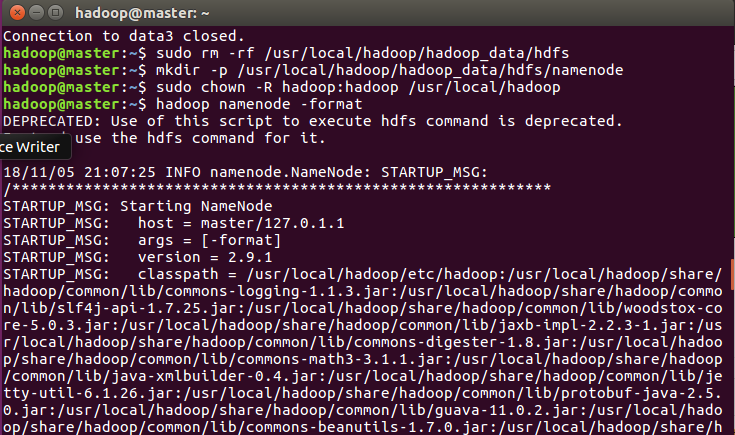 hadoop@master: ~
Connection to data3 closed.
hadoop@master:~$ sudo rm -rf /usr/local/hadoop/hadoop_data/hdfs
hadoop@master:~$ mkdir -p /usr/local/hadoop/hadoop_data/hdfs/namenode
hadoop@master:~$ sudo chown -R hadoop:hadoop /usr/local/hadoop
hadoop@master:~$ hadoop namenode -format
DEPRECATED: Use of this script to execute hdfs command is deprecated.
use the hdfs command for it.
ce Writer
18/11/05 21:07:25 INFO namenode.NameNode: STARTUP_MSG:
/************************************************************
STARTUP_MSG: Starting NameNode
STARTUP_MSG:   host = master/127.0.1.1
STARTUP_MSG:   args = [-format]
STARTUP_MSG:   version = 2.9.1
STARTUP_MSG:   classpath = /usr/local/hadoop/etc/hadoop:/usr/local/hadoop/share/
hadoop/common/lib/commons-logging-1.1.3.jar:/usr/local/hadoop/share/hadoop/commo
n/lib/slf4j-api-1.7.25.jar:/usr/local/hadoop/share/hadoop/common/lib/woodstox-co
re-5.0.3.jar:/usr/local/hadoop/share/hadoop/common/lib/jaxb-impl-2.2.3-1.jar:/us
r/local/hadoop/share/hadoop/common/lib/commons-digester-1.8.jar:/usr/local/hadoo
p/share/hadoop/common/lib/commons-math3-3.1.1.jar:/usr/local/hadoop/share/hadoop
/common/lib/java-xmlbuilder-0.4.jar:/usr/local/hadoop/share/hadoop/common/lib/je
tty-util-6.1.26.jar:/usr/local/hadoop/share/hadoop/common/lib/protobuf-java-2.5.
0.jar:/usr/local/hadoop/share/hadoop/common/lib/guava-11.0.2.jar:/usr/local/hado
op/share/hadoop/common/lib/commons-beanutils-1.7.0.jar:/usr/local/hadoop/share/h